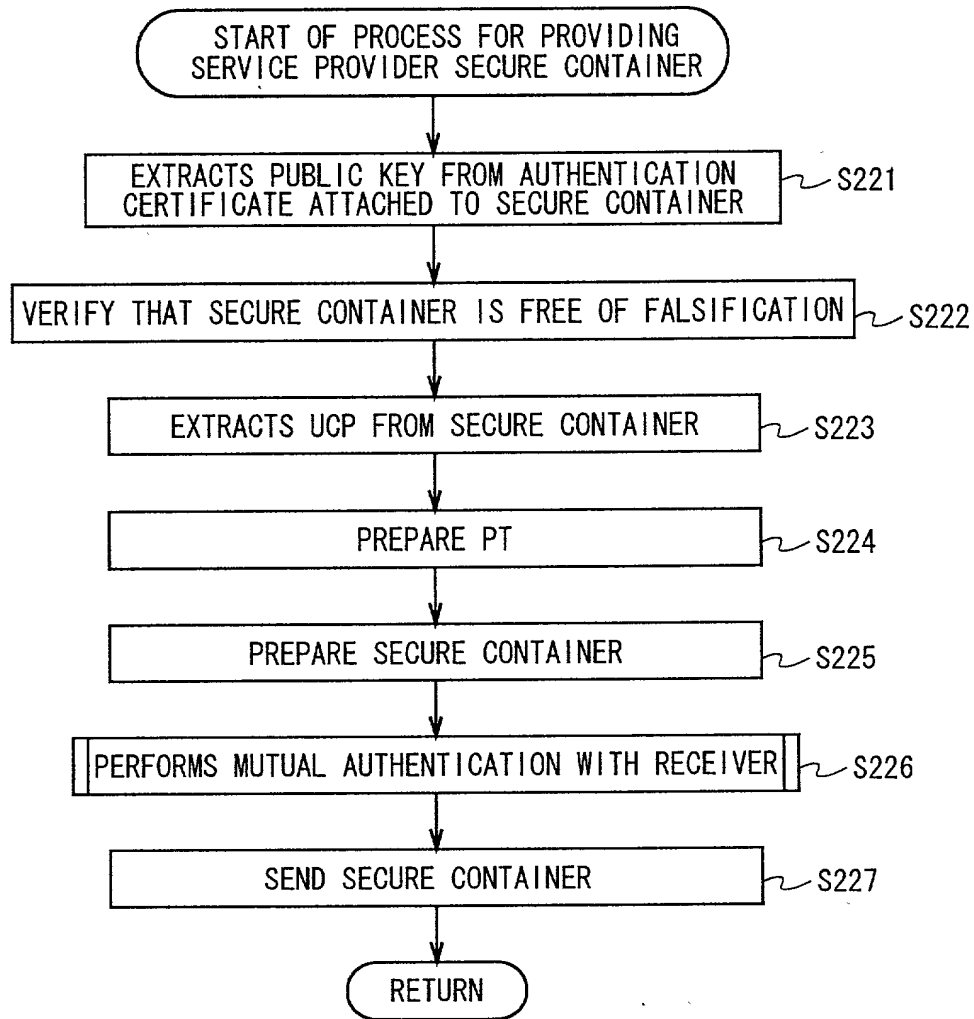 START OF PROCESS FOR PROVIDING
SERVICE PROVIDER SECURE CONTAINER
EXTRACTS PUBLIC KEY FROM AUTHENTICATION
CERTIFICATE ATTACHED TO SECURE CONTAINER
S221
VERIFY THAT SECURE CONTAINER IS FREE OF FALSIFICATION
S222
EXTRACTS UCP FROM SECURE CONTAINER
S223
PREPARE PT
S224
PREPARE SECURE CONTAINER
S225
PERFORMS MUTUAL AUTHENTICATION WITH RECEIVER
S226
SEND SECURE CONTAINER
S227
RETURN